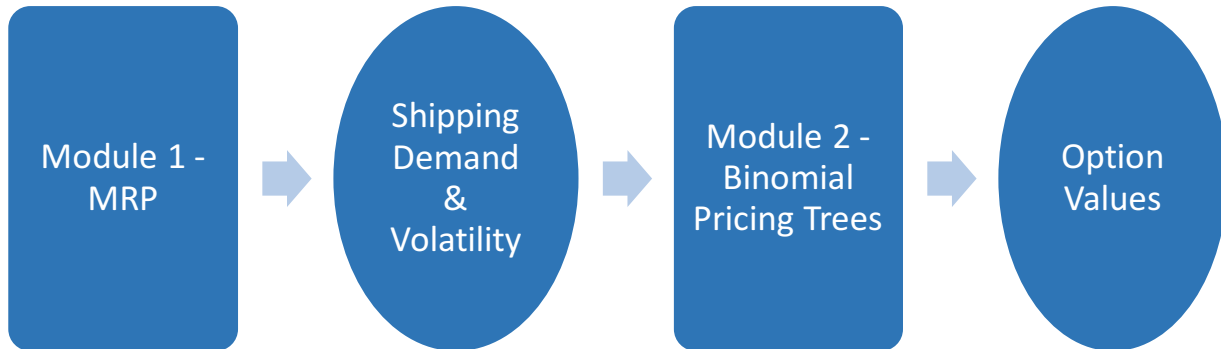 Module 1 -
MRP
Shipping
Demand
&
Volatility
Module 2 -
Binomial
Pricing Trees
Option
Values